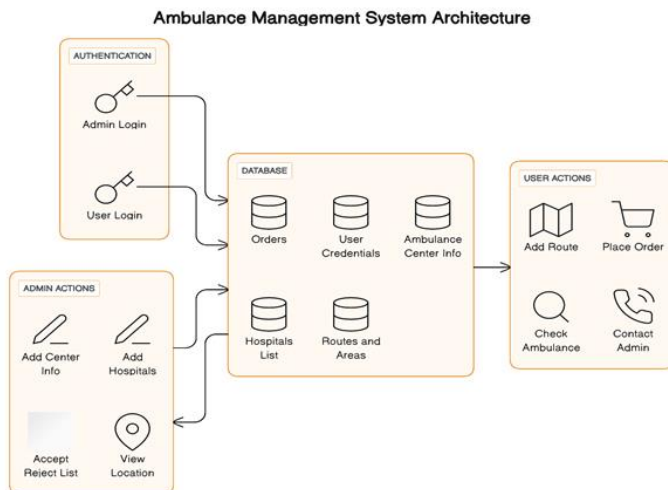 Ambulance Management System Architecture
AUTHENTICATION
Admin Login
User Login
DATABASE
Orders
User
Credentials
Ambulance
Center Info
Hospitals
List
Routes and
Areas
USER ACTIONS
Add Route
Place Order
Check
Ambulance
Contact
Admin
ADMIN ACTIONS
Add Center
Info
Add
Hospitals
Accept
Reject List
View
Location